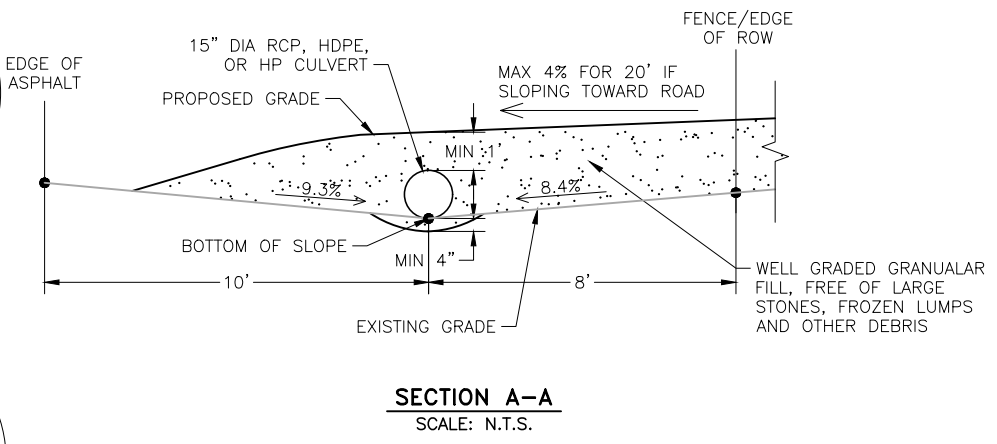 FENCE/EDGE
OF ROW
15" DIA RCP, HDPE,
OR HP CULVERT
EDGE OF
ASPHALT
MAX 4% FOR 20' IF
SLOPING TOWARD ROAD
PROPOSED GRADE
MIN 1'
9.3%
8.4%
BOTTOM OF SLOPE
MIN 4"
10'
8'
WELL GRADED GRANUALAR
FILL, FREE OF LARGE
STONES, FROZEN LUMPS
AND OTHER DEBRIS
EXISTING GRADE
SECTION A-A
SCALE: N.T.S.